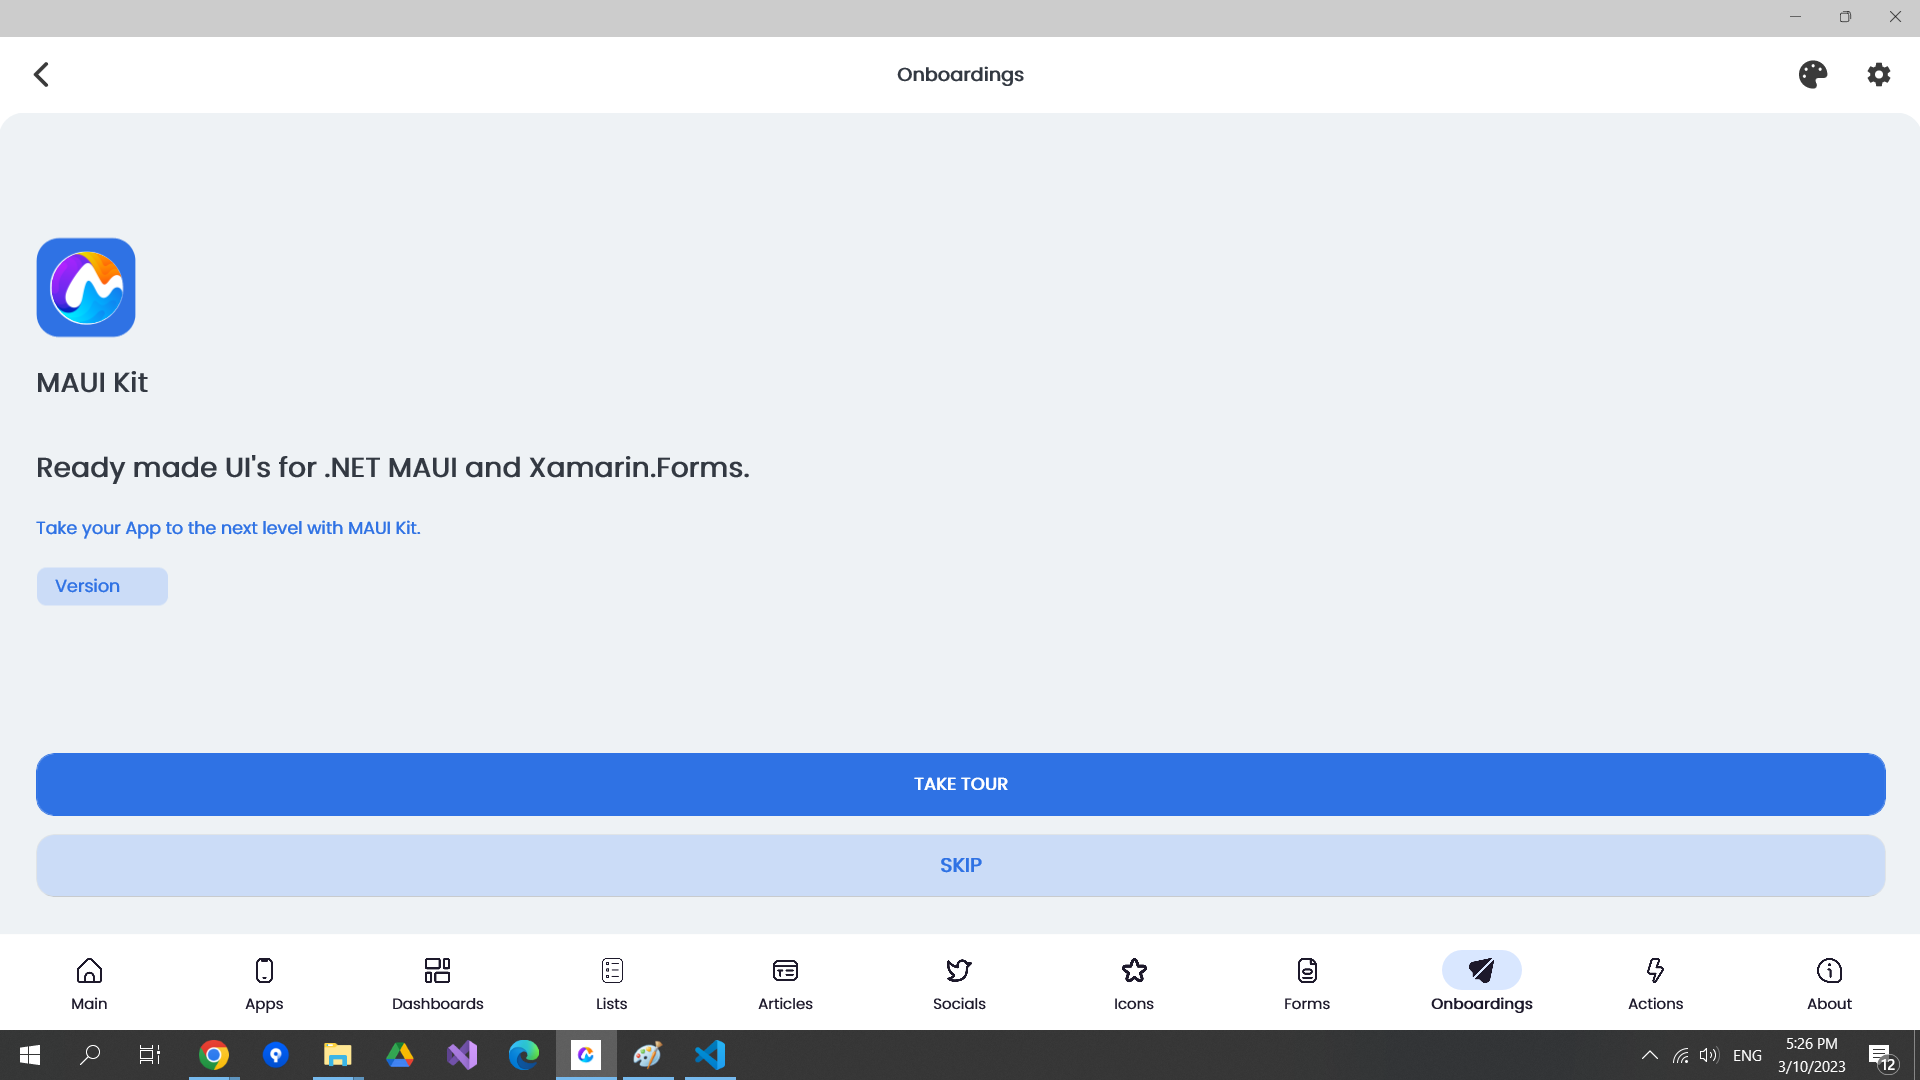 Onboardings
MAUI Kit
Ready made UI's for .NET MAUI and Xamarin.Forms.
Take your App to the next level with MAUI Kit.
Version
TAKE TOUR
SKIP
Main
Apps
Dashboards
Lists
Articles
Socials
Icons
Forms
Onboardings
Actions
About
ENG
5:26 PM
3/10/2023
12